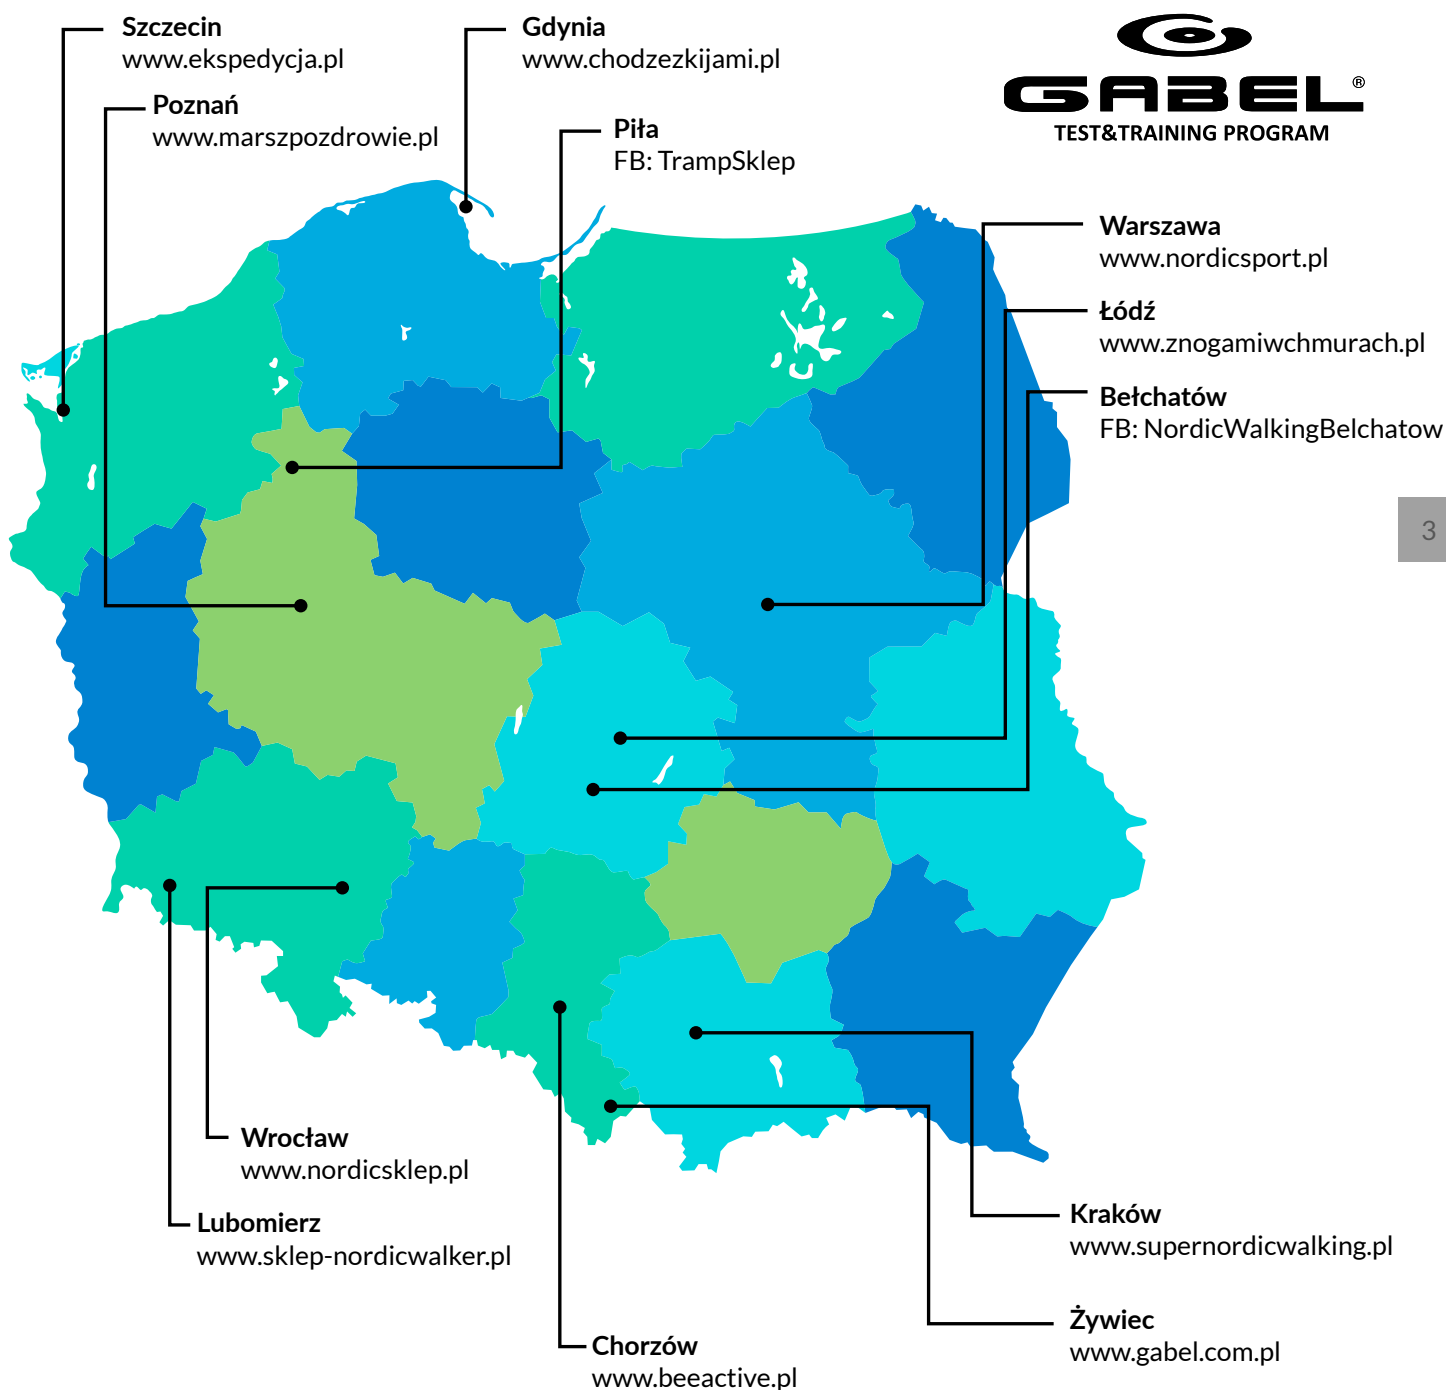 Szczecin
www.ekspedycja.pl
Gdynia
www.chodzezkijami.pl
GABEL®
TEST&TRAINING PROGRAM
Poznań
www.marszpozdrowie.pl
Piła
FB: TrampSklep
Warszawa
www.nordicsport.pl
Łódź
www.znogamiwchmurach.pl
Bełchatów
FB: NordicWalkingBelchatow
3
Wrocław
www.nordicsklep.pl
Lubomierz
www.sklep-nordicwalker.pl
Kraków
www.supernordicwalking.pl
Żywiec
www.gabel.com.pl
Chorzów
www.beeactive.pl